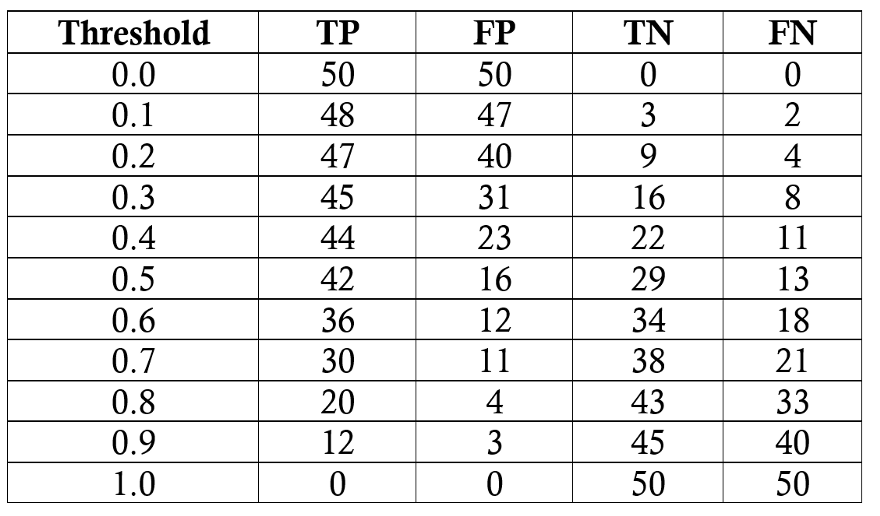 Threshold TP FP TN FN
0.0 50 50 0 0
0.1 48 47 3 2
0.2 47 40 9 4
0.3 45 31 16 8
0.4 44 23 22 11
0.5 42 16 29 13
0.6 36 12 34 18
0.7 30 11 38 21
0.8 20 4 43 33
0.9 12 3 45 40
1.0 0 0 50 50